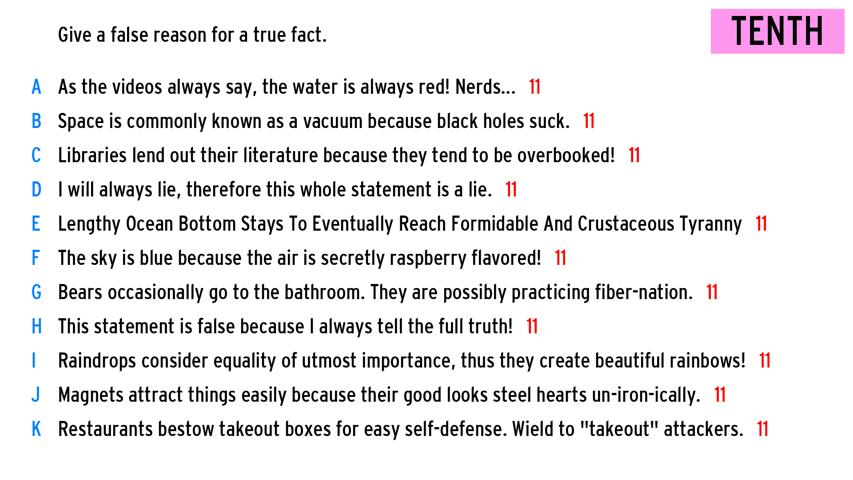 Give a false reason for a true fact.
TENTH
A As the videos always say, the water is always red! Nerds... 11
B Space is commonly known as a vacuum because black holes suck. 11
C Libraries lend out their literature because they tend to be overbooked! 11
D I will always lie, therefore this whole statement is a lie. 11
E Lengthy Ocean Bottom Stays To Eventually Reach Formidable And Crustaceous Tyranny 11
F The sky is blue because the air is secretly raspberry flavored! 11
G Bears occasionally go to the bathroom. They are possibly practicing fiber-nation. 11
H This statement is false because I always tell the full truth! 11
I Raindrops consider equality of utmost importance, thus they create beautiful rainbows! 11
J Magnets attract things easily because their good looks steel hearts un-iron-ically. 11
K Restaurants bestow takeout boxes for easy self-defense. Wield to "takeout" attackers. 11